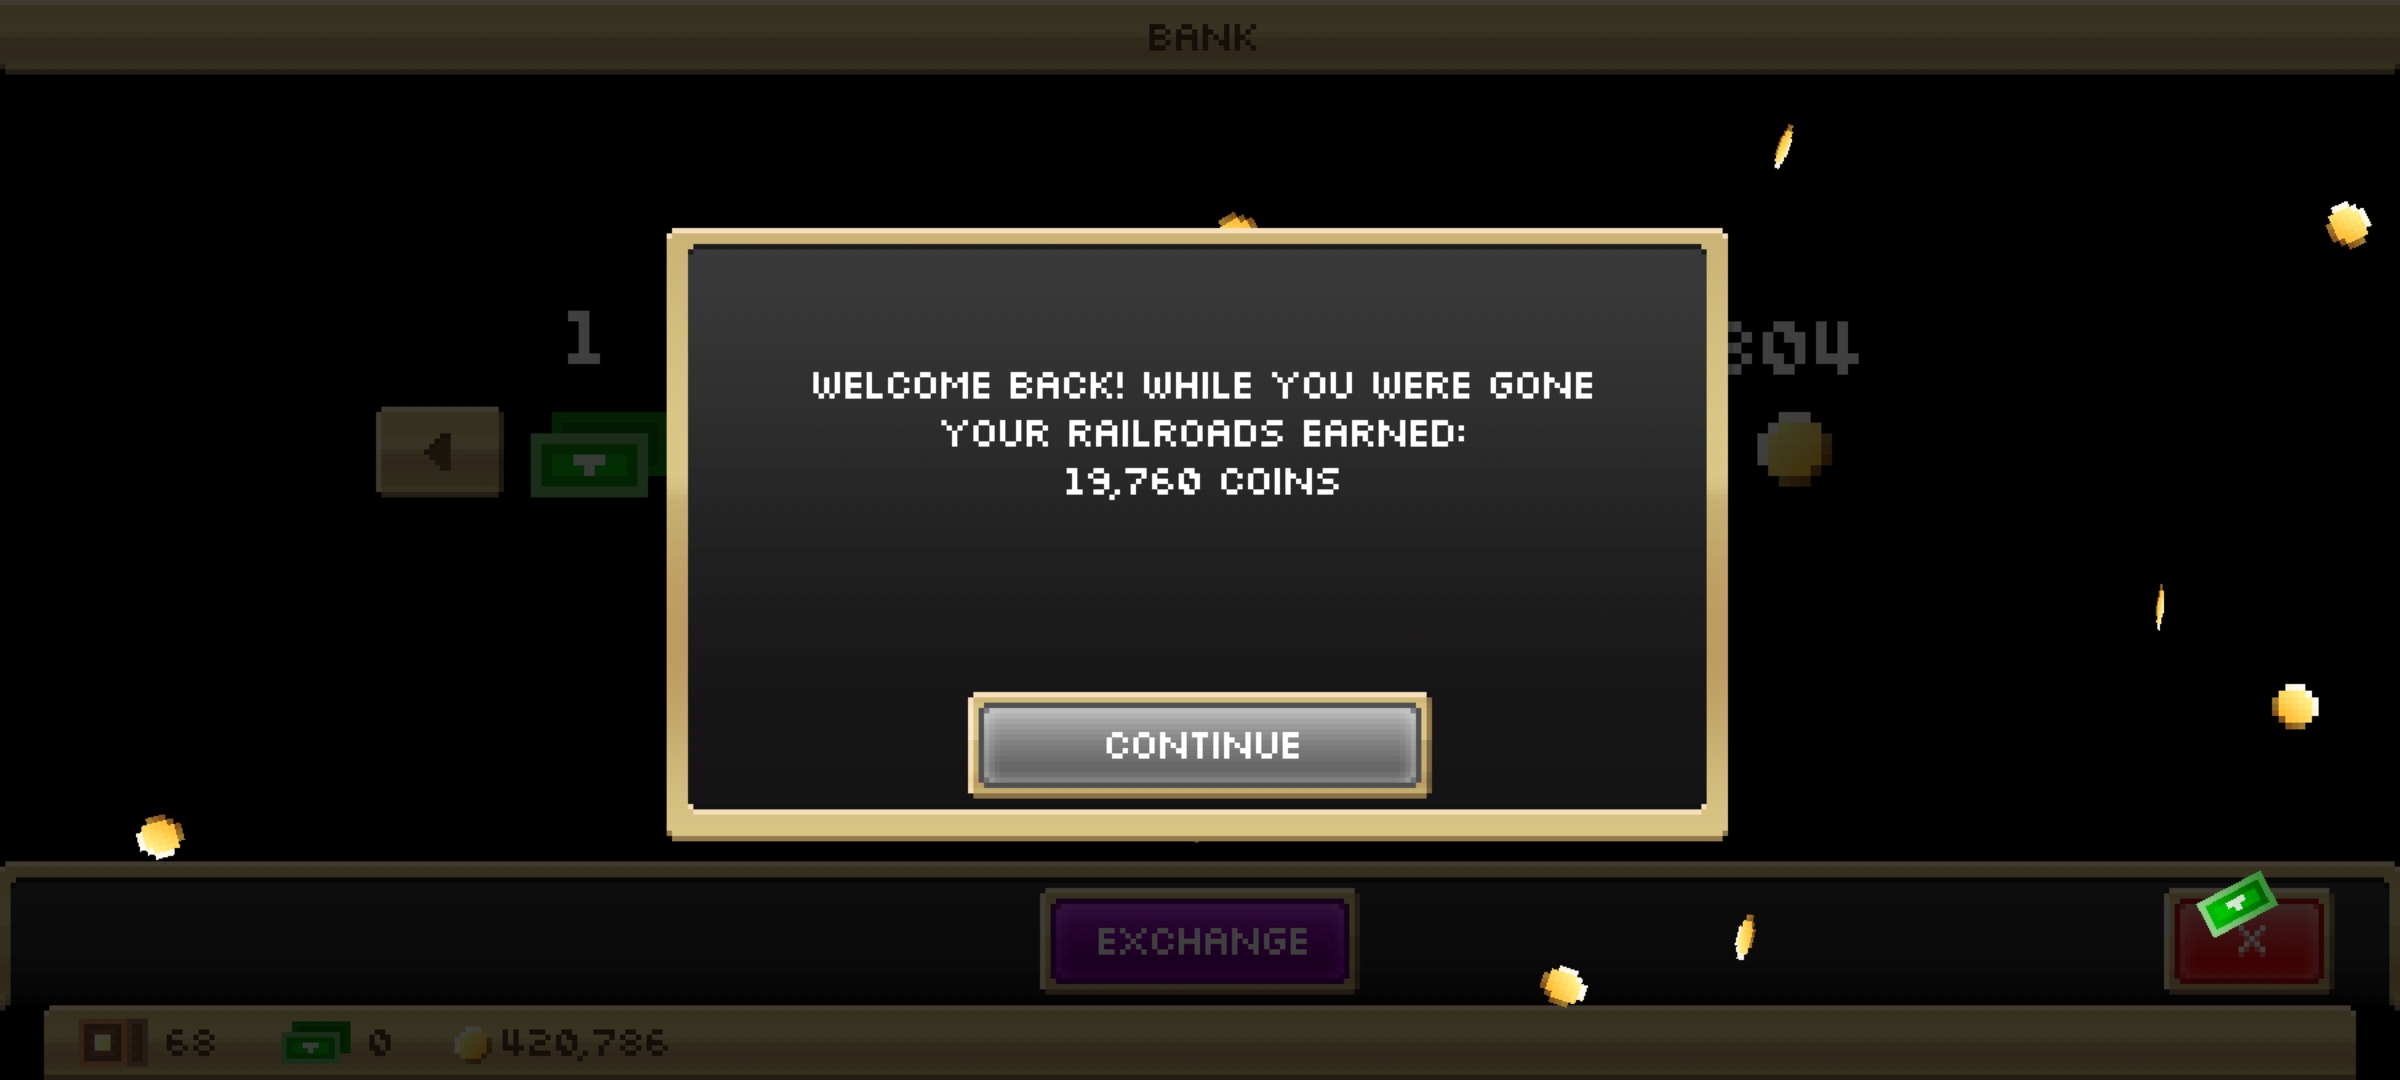 BANK
1
304
WELCOME BACK! WHILE YOU WERE GONE
YOUR RAILROADS EARNED:
19,760 COINS
CONTINUE
EXCHANGE
X
68 0 420,786